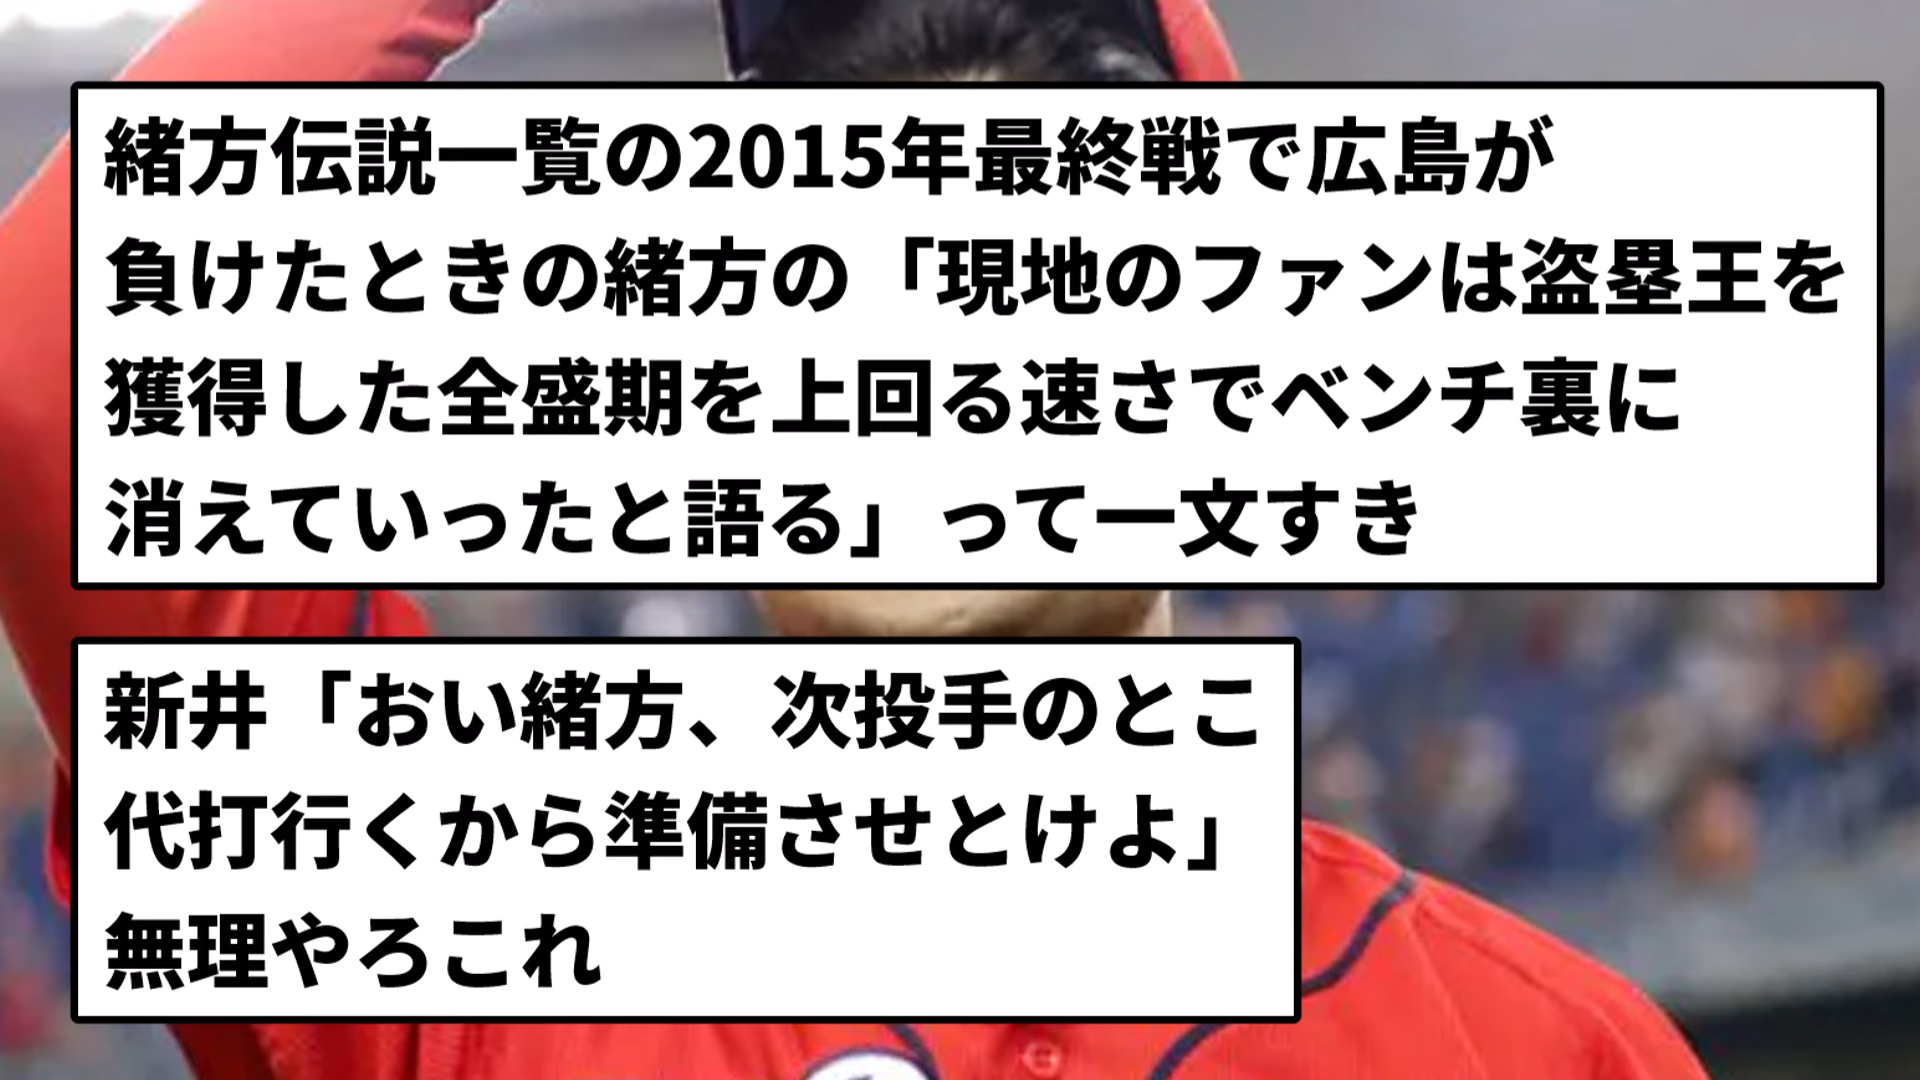 緒方伝説一覧の2015年最終戦で広島が
負けたときの緒方の「現地のファンは盗塁王を
獲得した全盛期を上回る速さでベンチ裏に
消えていったと語る」って一文すき
新井「おい緒方、次投手のとこ
代打行くから準備させとけよ」
無理やろこれ